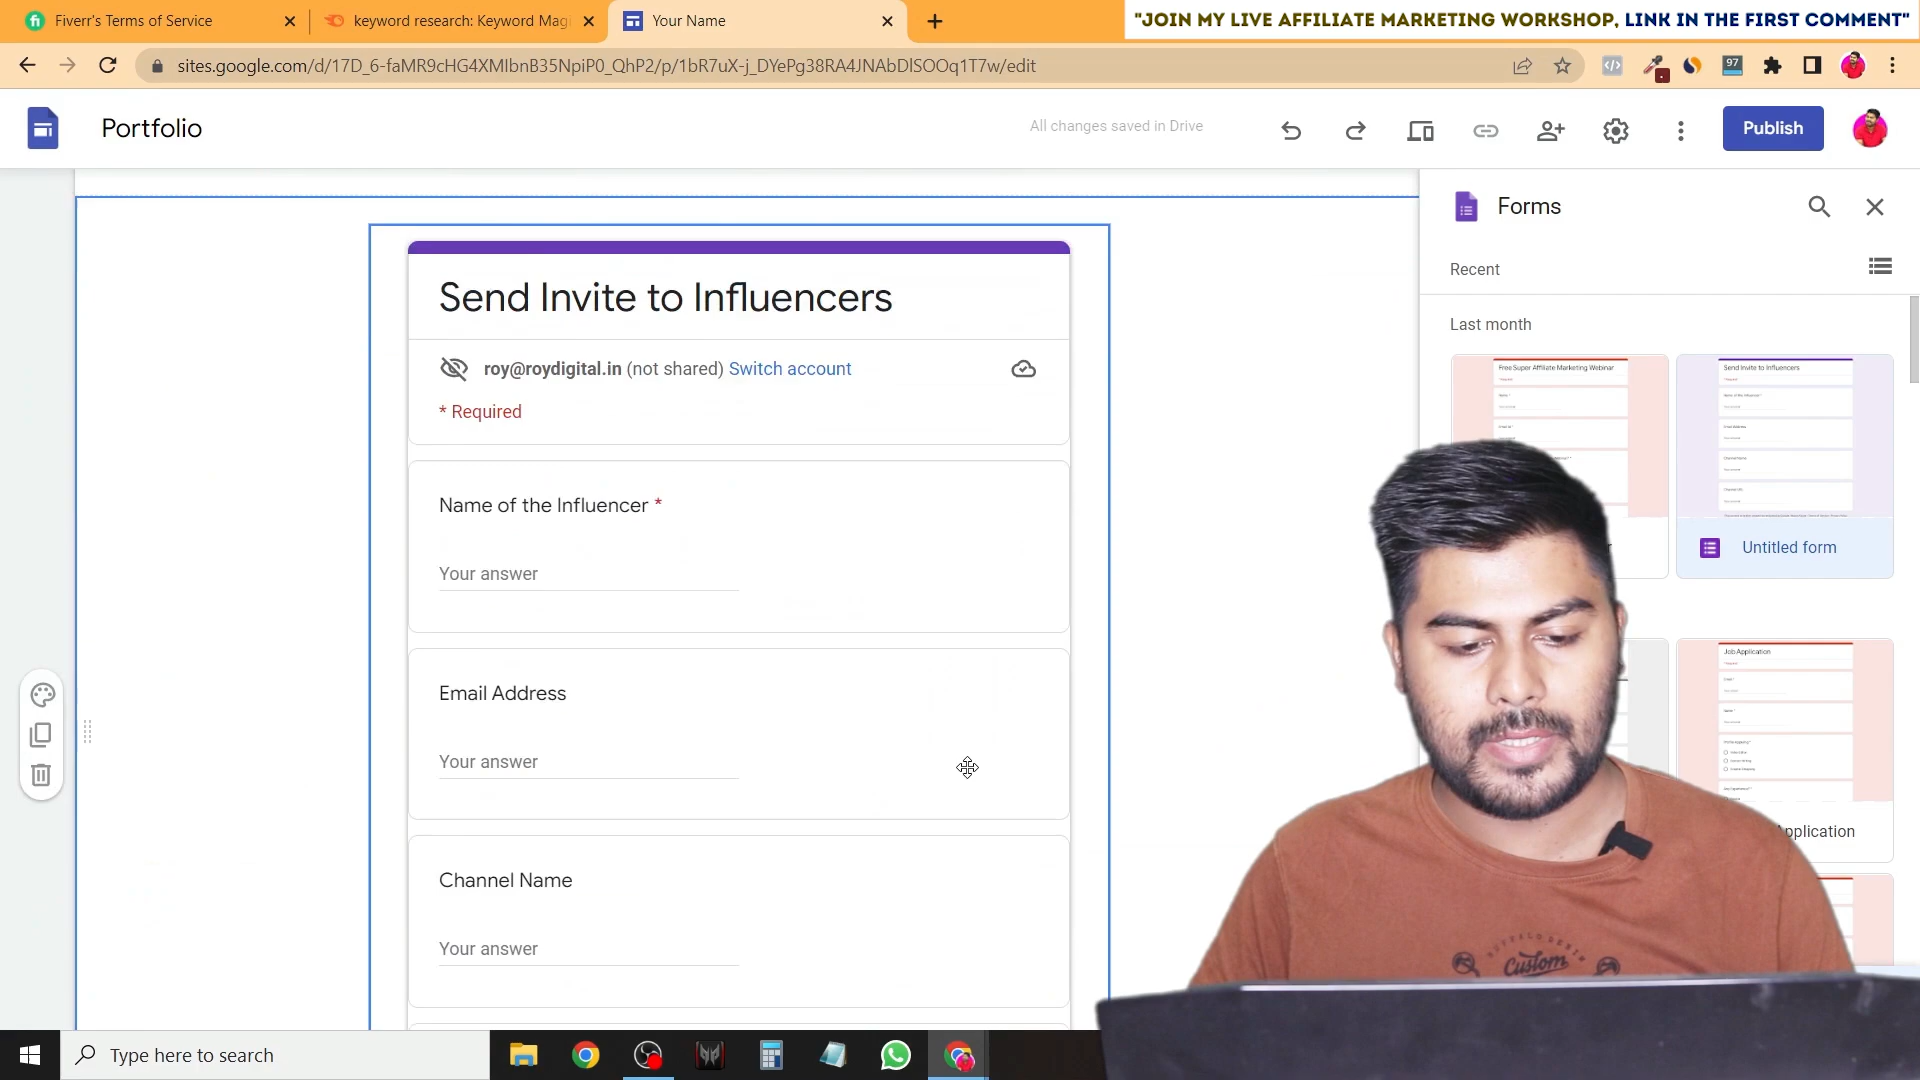 Fiverr's Terms of Service
keyword research: Keyword Magi
Your Name
"JOIN MY LIVE AFFILIATE MARKETING WORKSHOP, LINK IN THE FIRST COMMENT"
sites.google.com/d/17D_6-faMR9cHG4XMIbnB35NpiP0_QhP2/p/1bR7uX-j_DYePg38RA4JNAbDlSOOq1T7w/edit
97
Portfolio
All changes saved in Drive
Publish
Forms
Recent
Last month
Free Super Affiliate Marketing Webinar
Send Invite to Influencers
Untitled form
Job Application
pplication
Send Invite to Influencers
roy@roydigital.in (not shared) Switch account
* Required
Name of the Influencer *
Your answer
Email Address
Your answer
Channel Name
Your answer
Custom
Type here to search